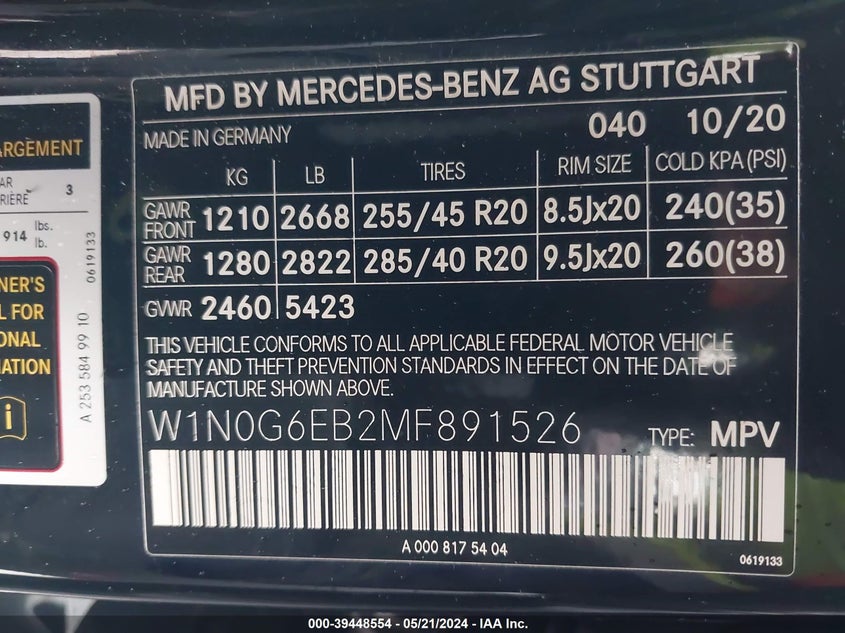 MFD BY MERCEDES-BENZ AG STUTTGART
MADE IN GERMANY 040 10/20
KG LB TIRES RIM SIZE COLD KPA (PSI)
GAWR FRONT 1210 2668 255/45 R20 8.5Jx20 240(35)
GAWR REAR 1280 2822 285/40 R20 9.5Jx20 260(38)
GVWR 2460 5423
THIS VEHICLE CONFORMS TO ALL APPLICABLE FEDERAL MOTOR VEHICLE
SAFETY AND THEFT PREVENTION STANDARDS IN EFFECT ON THE DATE OF
MANUFACTURE SHOWN ABOVE.
W1N0G6EB2MF891526 TYPE: MPV
A 000 817 54 04
0619133
ARGEMENT
AR
RIÈRE 3
914 lbs.
lb.
0619133
NER'S
L FOR
ONAL
MATION
i
A 253 584 99 10
000-39448554 / 05/21/2024 - IAA Inc.